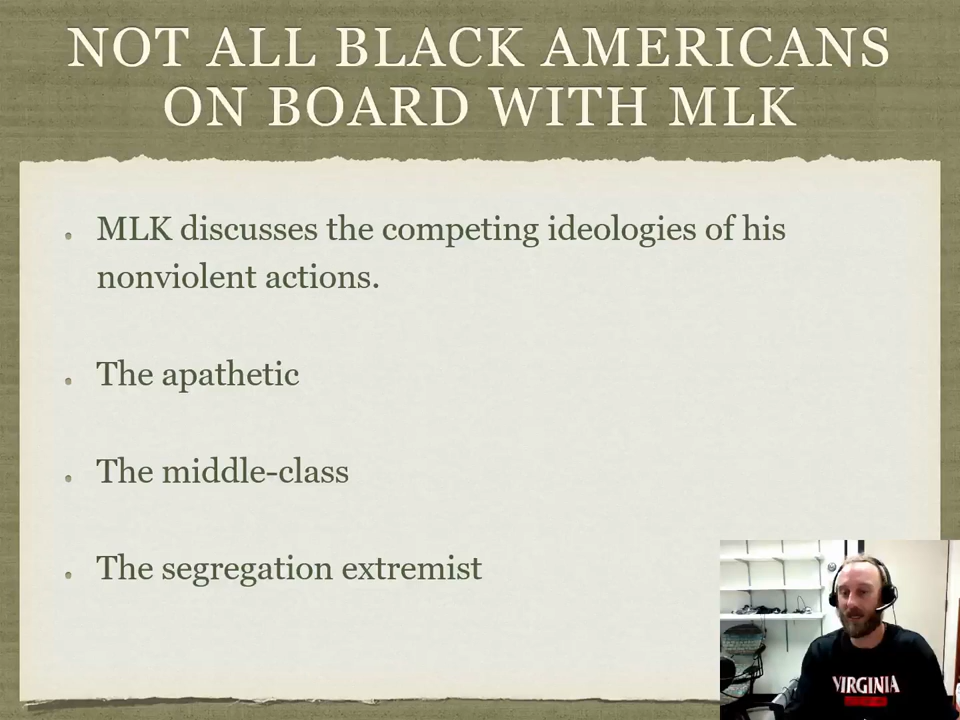 NOT ALL BLACK AMERICANS
ON BOARD WITH MLK
MLK discusses the competing ideologies of his
nonviolent actions.
The apathetic
The middle-class
The segregation extremist
VIRGINIA